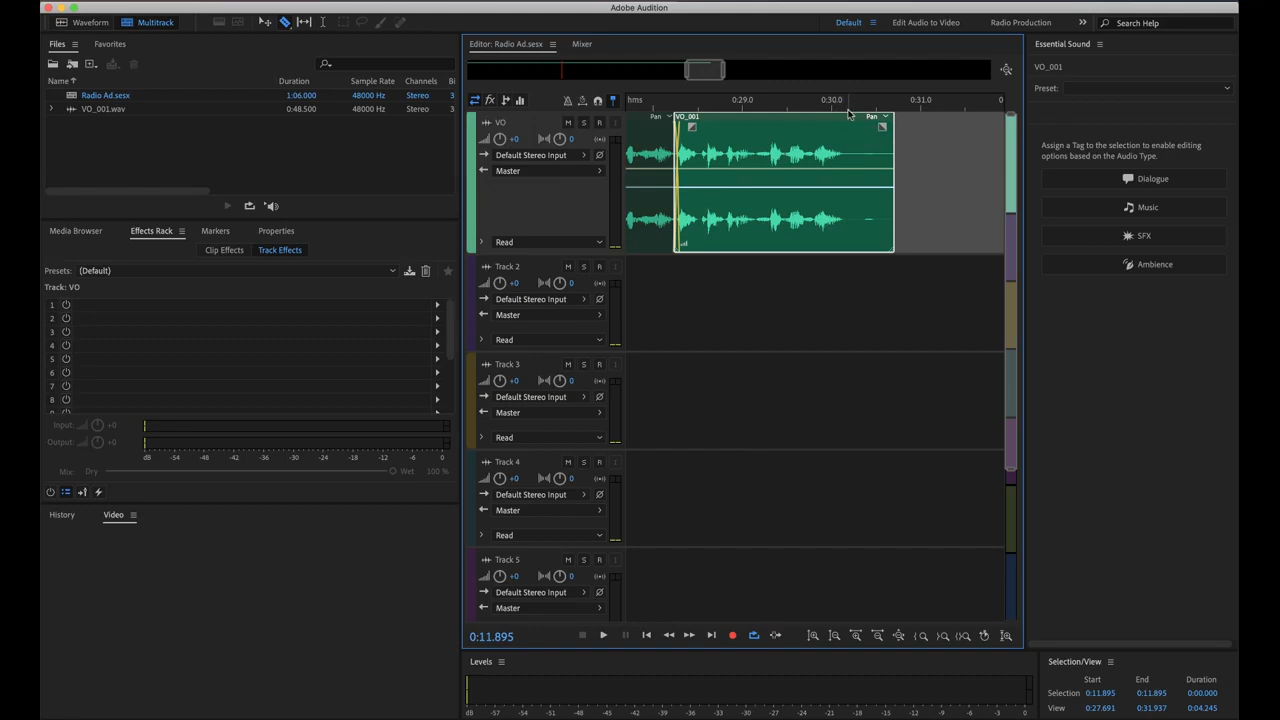 Adobe Audition
Waveform
Multitrack
Default
Edit Audio to Video
Radio Production
Search Help
Files
Favorites
Name
Duration
Sample Rate
Channels
Bi
Radio Ad.sesx
1:06.000
48000 Hz
Stereo
3
VO_001.wav
0:48.500
48000 Hz
Stereo
3
Media Browser
Effects Rack
Markers
Properties
Clip Effects
Track Effects
Presets:
(Default)
Track: VO
1
2
3
4
5
6
7
8
Input:
+0
Output:
+0
dB
-54
-48
-42
-36
-30
-24
-18
-12
-6
0
Mix:
Dry
Wet
100 %
History
Video
Editor: Radio Ad.sesx
Mixer
hms
0:29.0
0:30.0
0:31.0
0
VO
M
S
R
I
+0
0
Default Stereo Input
Master
Read
Pan
VO_001
Pan
Track 2
M
S
R
I
+0
0
Default Stereo Input
Master
Read
Track 3
M
S
R
I
+0
0
Default Stereo Input
Master
Read
Track 4
M
S
R
I
+0
0
Default Stereo Input
Master
Read
Track 5
M
S
R
I
+0
0
Default Stereo Input
Master
0:11.895
Levels
dB
-57
-54
-51
-48
-45
-42
-39
-36
-33
-30
-27
-24
-21
-18
-15
-12
-9
-6
-3
0
Essential Sound
VO_001
Preset:
Assign a Tag to the selection to enable editing
options based on the Audio Type.
Dialogue
Music
SFX
Ambience
Selection/View
Start
End
Duration
Selection
0:11.895
0:11.895
0:00.000
View
0:27.691
0:31.937
0:04.245